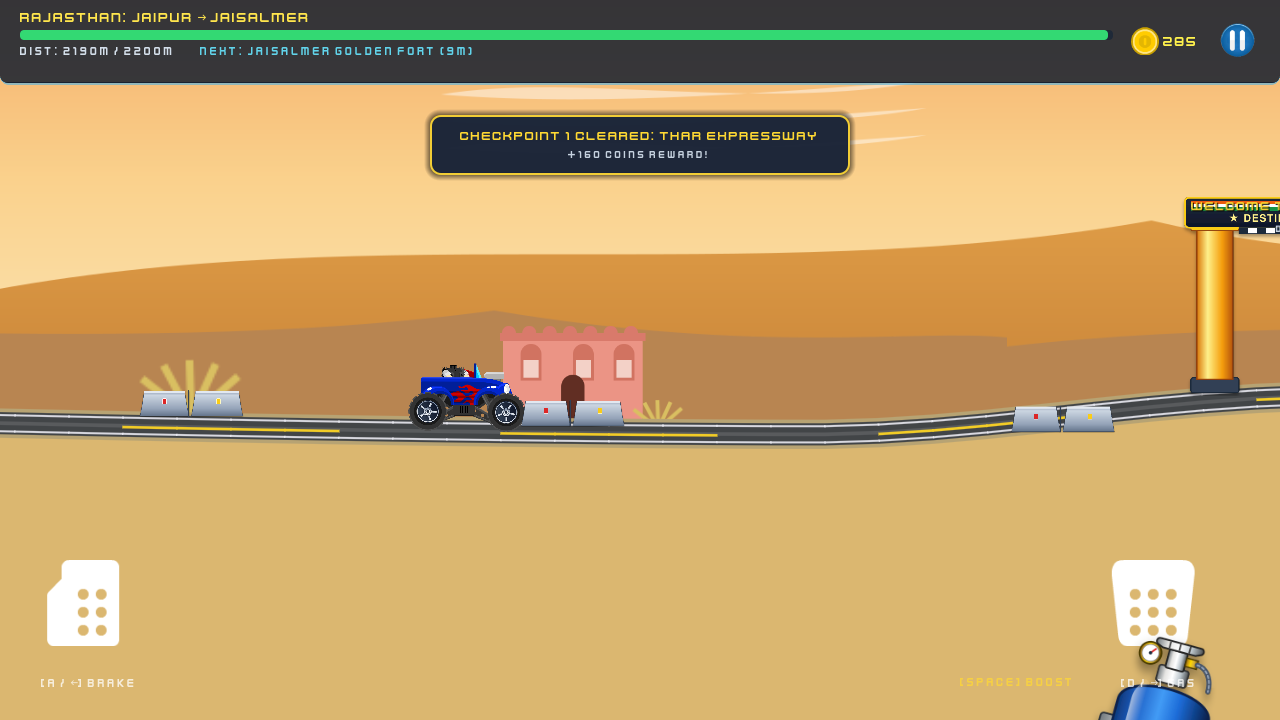 RAJASTHAN: JAIPUR → JAISALMER
DIST: 2190M / 2200M NEXT: JAISALMER GOLDEN FORT (9M)
285
CHECKPOINT 1 CLEARED: THAR EXPRESSWAY
+160 COINS REWARD!
★ DESTI
[A / ←] BRAKE
[SPACE] BOOST
[D / →] GAS